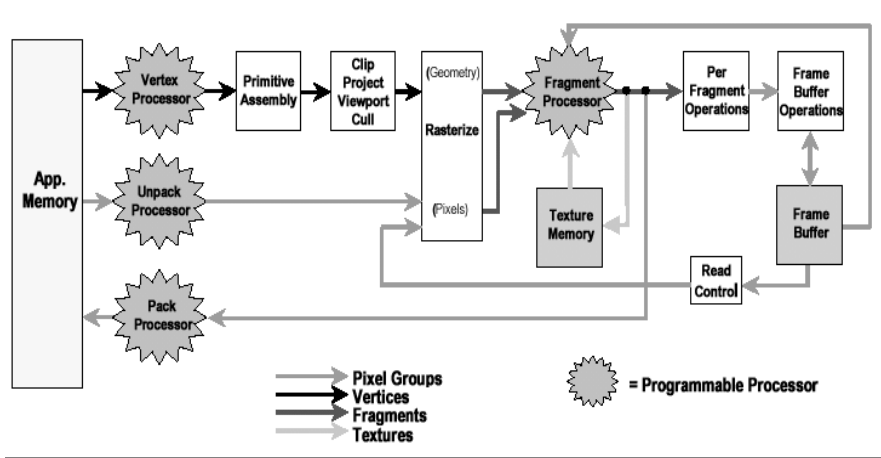 App.
Memory
Vertex
Processor
Primitive
Assembly
Clip
Project
Viewport
Cull
(Geometry)
Rasterize
(Pixels)
Fragment
Processor
Per
Fragment
Operations
Frame
Buffer
Operations
Unpack
Processor
Texture
Memory
Frame
Buffer
Read
Control
Pack
Processor
Pixel Groups
Vertices
Fragments
Textures
= Programmable Processor